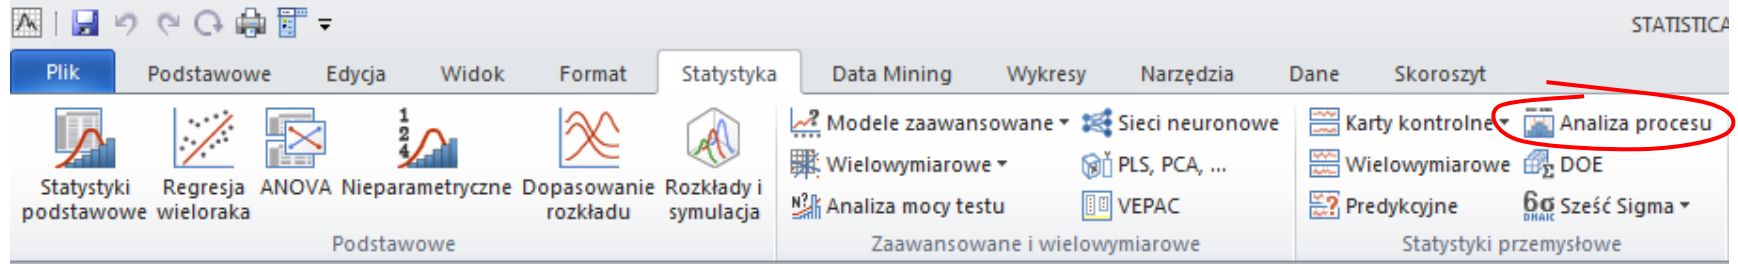 STATISTICA
Plik Podstawowe Edycja Widok Format Statystyka Data Mining Wykresy Narzędzia Dane Skoroszyt
Statystyki podstawowe
Regresja wieloraka
ANOVA
Nieparametryczne
Dopasowanie rozkładu
Rozkłady i symulacja
Podstawowe
Modele zaawansowane
Wielowymiarowe
Analiza mocy testu
Sieci neuronowe
PLS, PCA, ...
VEPAC
Zaawansowane i wielowymiarowe
Karty kontrolne
Wielowymiarowe
Predykcyjne
Analiza procesu
DOE
6σ DMAIC Sześć Sigma
Statystyki przemysłowe